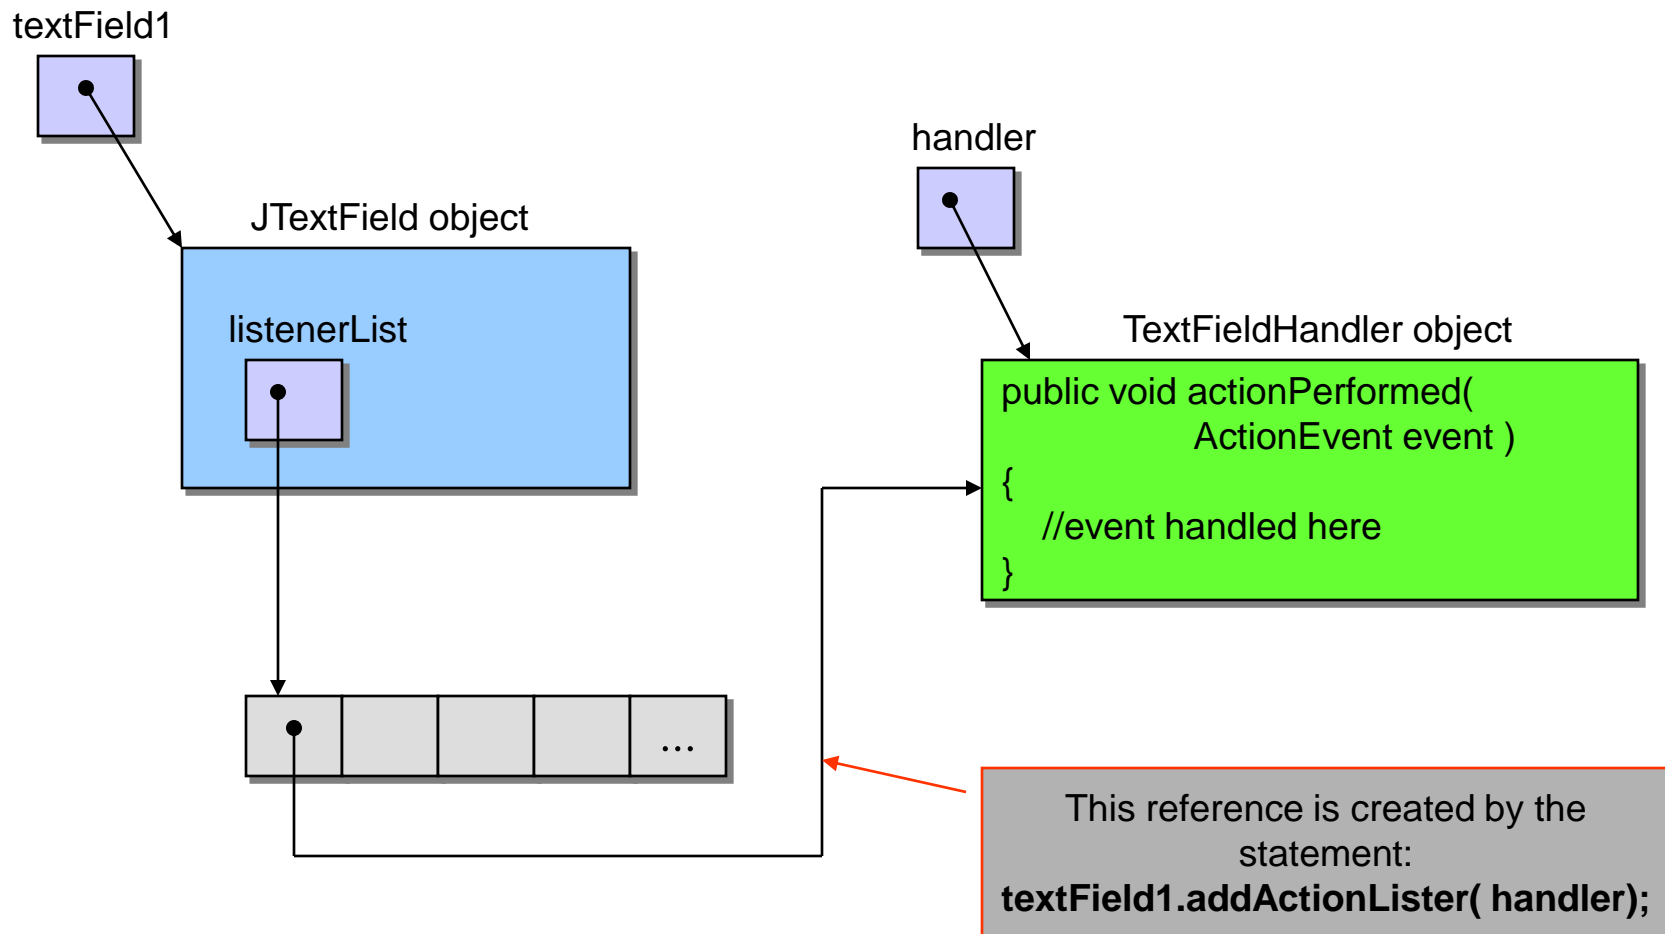 textField1
handler
JTextField object
listenerList
TextFieldHandler object
public void actionPerformed(
ActionEvent event )
{
//event handled here
}
...
This reference is created by the
statement:
textField1.addActionLister( handler);